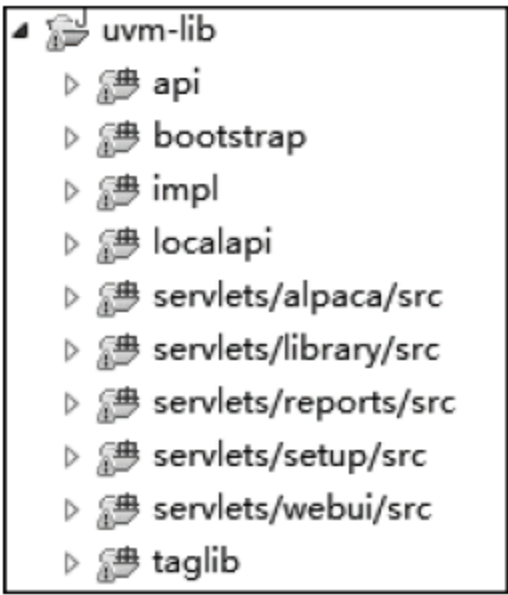 uvm-lib
api
bootstrap
impl
localapi
servlets/alpaca/src
servlets/library/src
servlets/reports/src
servlets/setup/src
servlets/webui/src
taglib